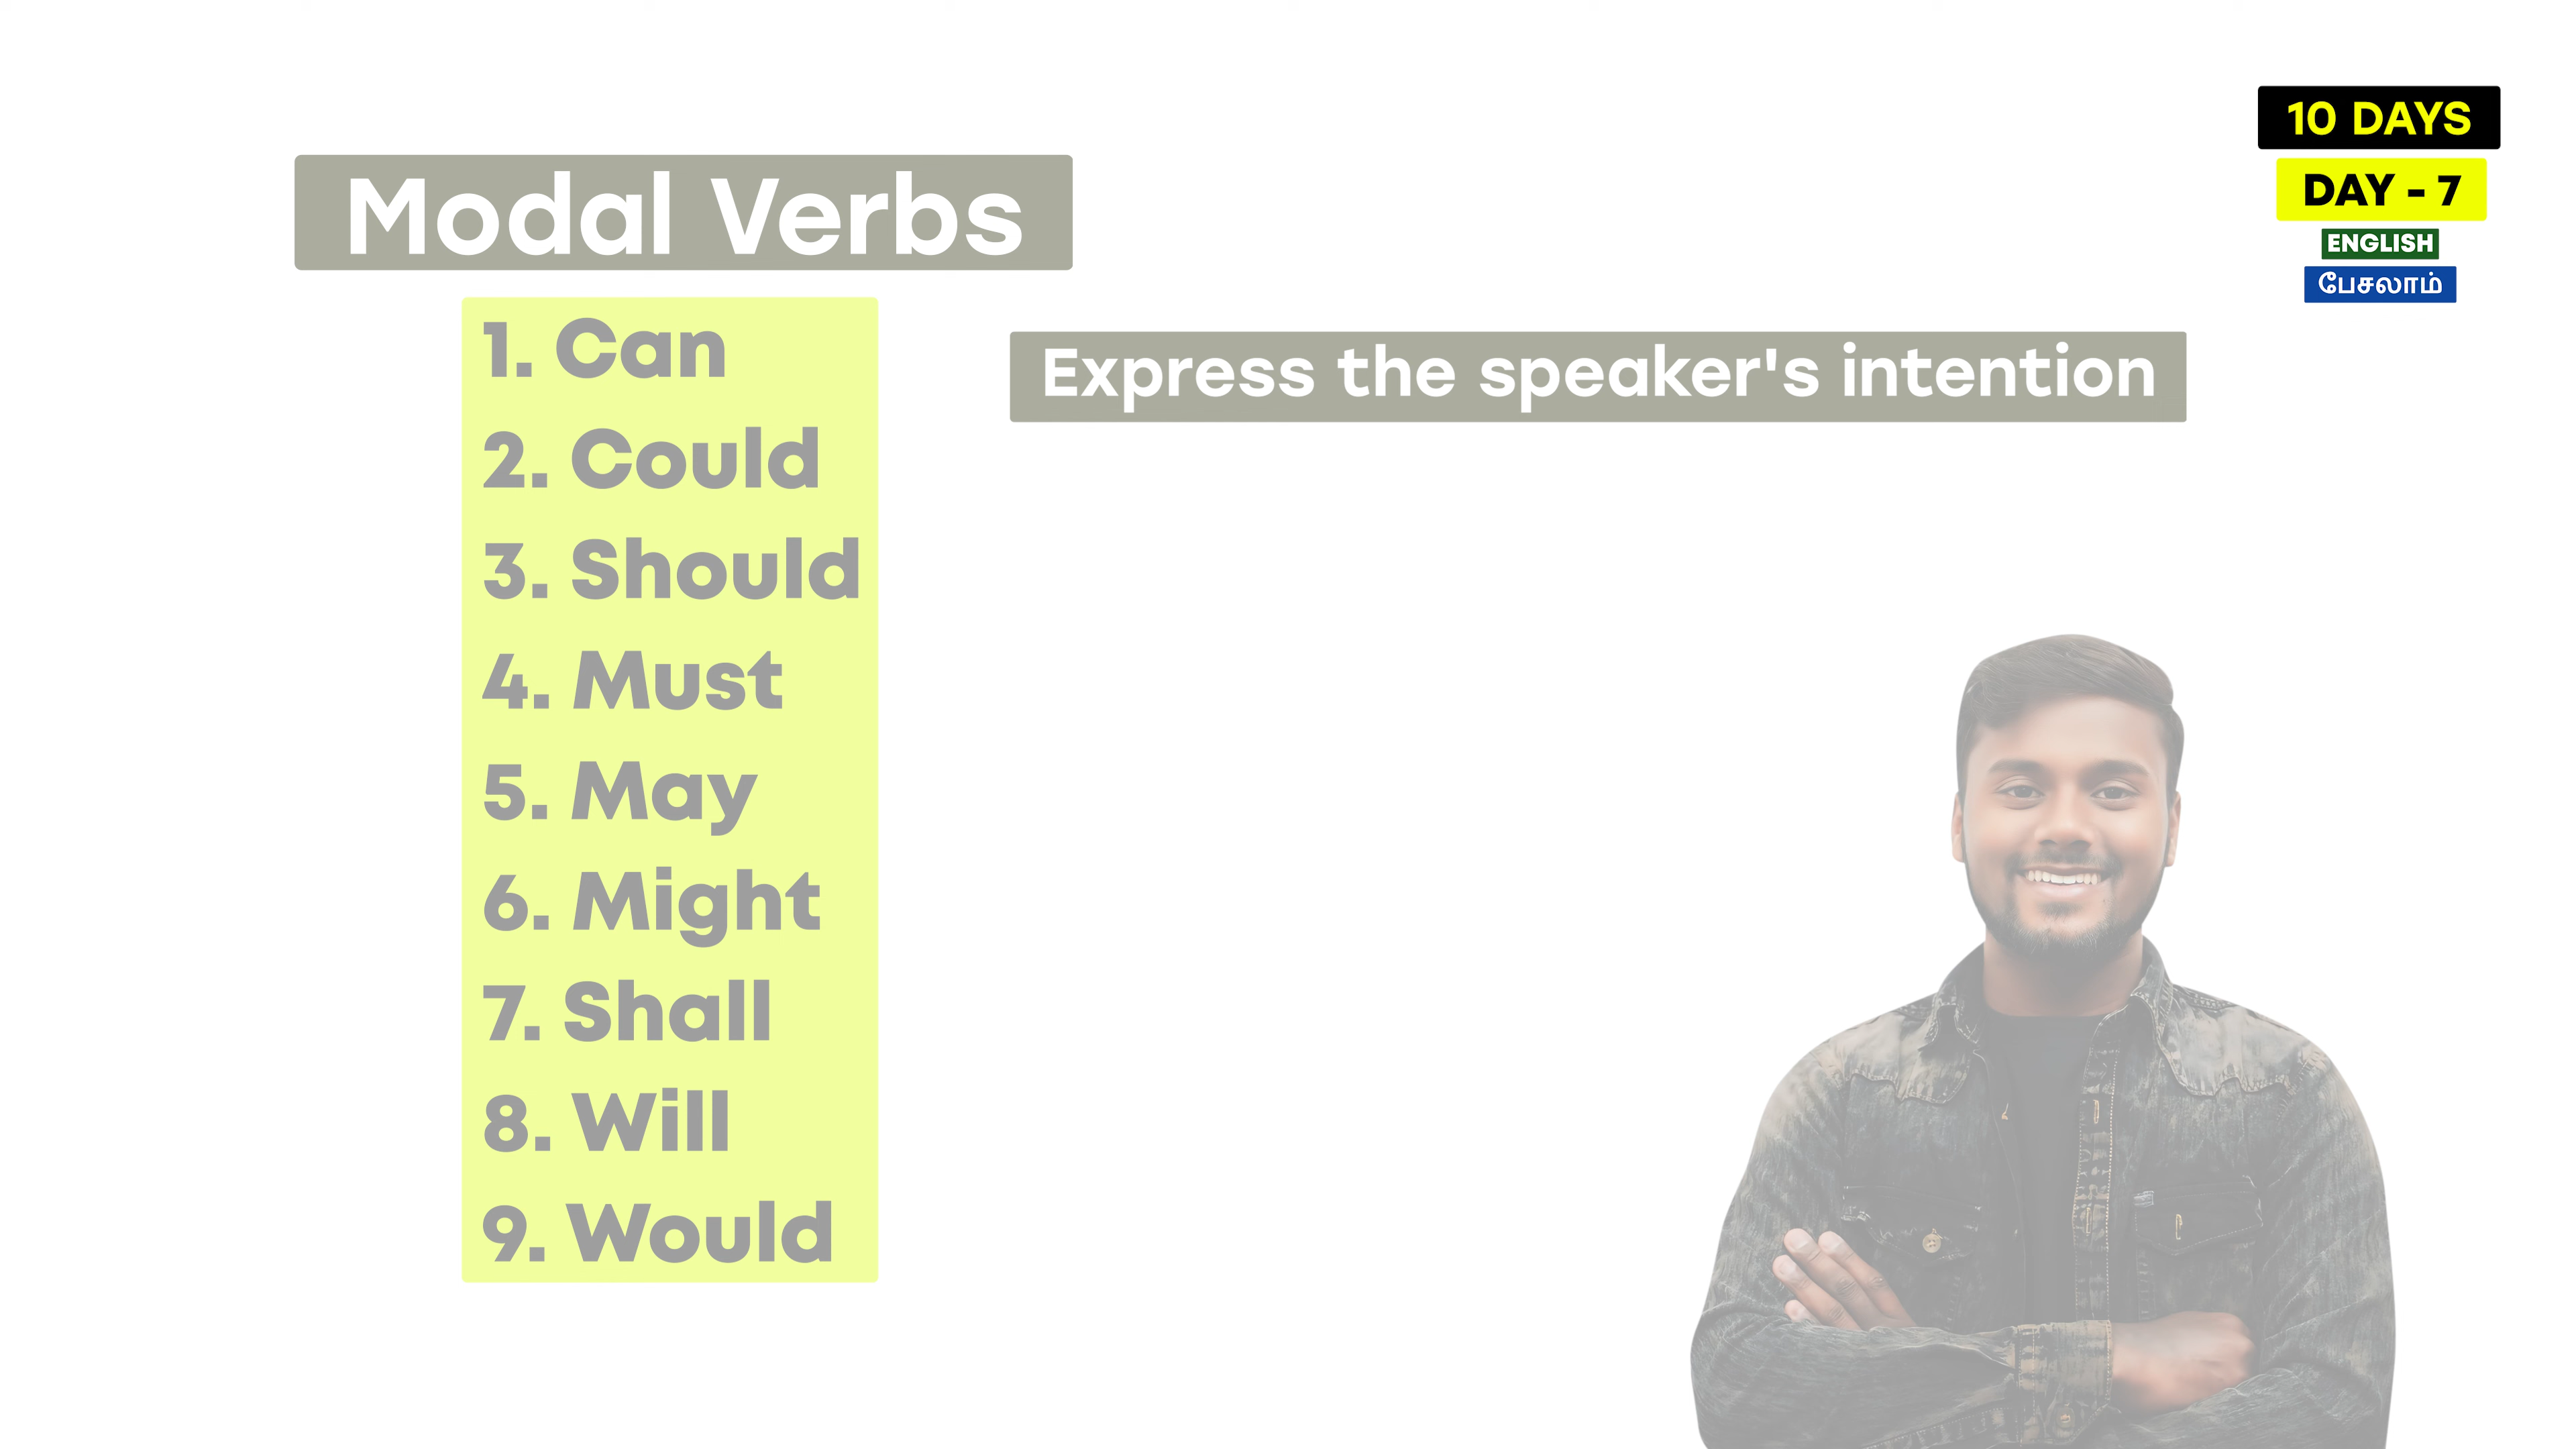 10 DAYS
DAY - 7
ENGLISH
பேசலாம்
Modal Verbs
1. Can
2. Could
3. Should
4. Must
5. May
6. Might
7. Shall
8. Will
9. Would
Express the speaker's intention